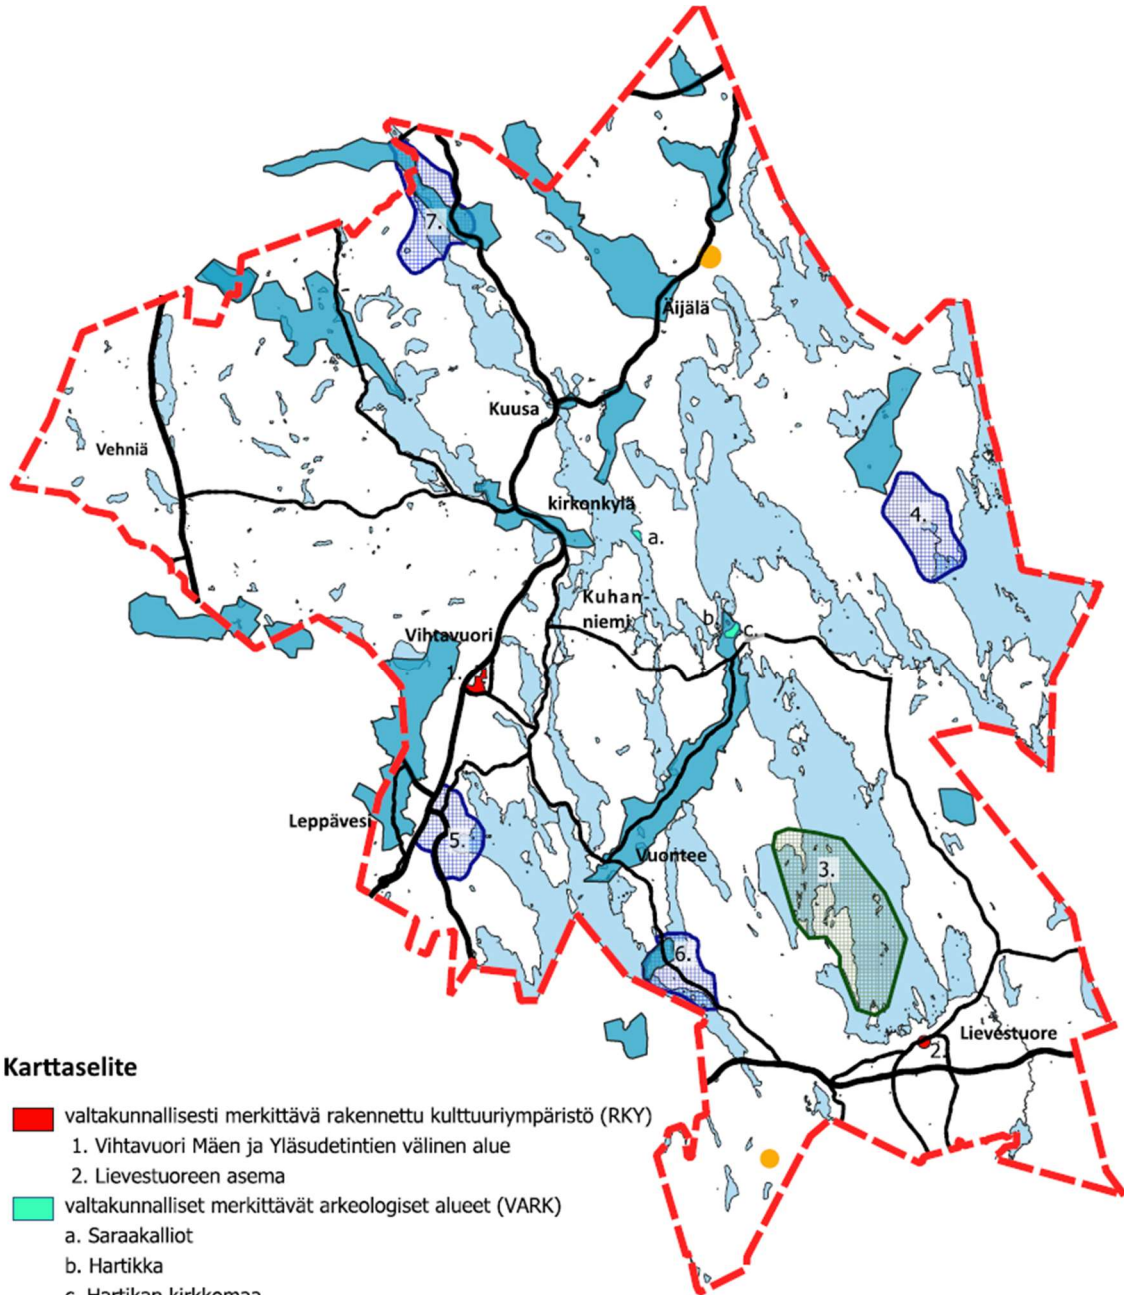 7.
Äijälä
Kuusa
Vehniä
kirkonkylä
4.
a.
Kuhan-
niemi
b.
c.
Vihtavuori
1.
Leppävesi
5.
Vuontee
3.
6.
Lievestuore
2.
Karttaselite
valtakunnallisesti merkittävä rakennettu kulttuuriympäristö (RKY)
1. Vihtavuori Mäen ja Yläsudetintien välinen alue
2. Lievestuoreen asema
valtakunnalliset merkittävät arkeologiset alueet (VARK)
a. Saraakalliot
b. Hartikka
c. Hartikan kirkkomaa